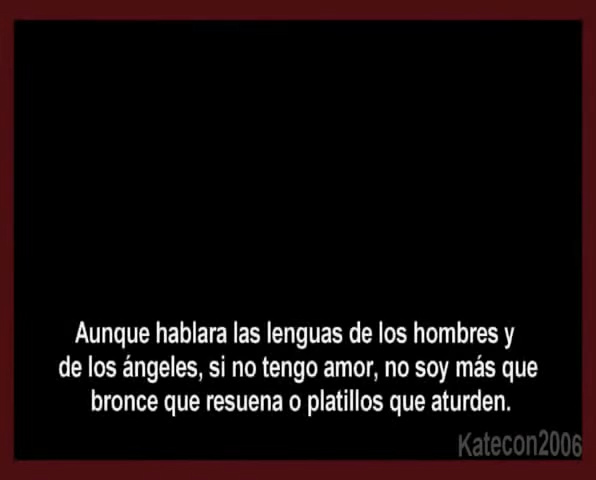 Aunque hablara las lenguas de los hombres y
de los ángeles, si no tengo amor, no soy más que
bronce que resuena o platillos que aturden.
Katecon2006